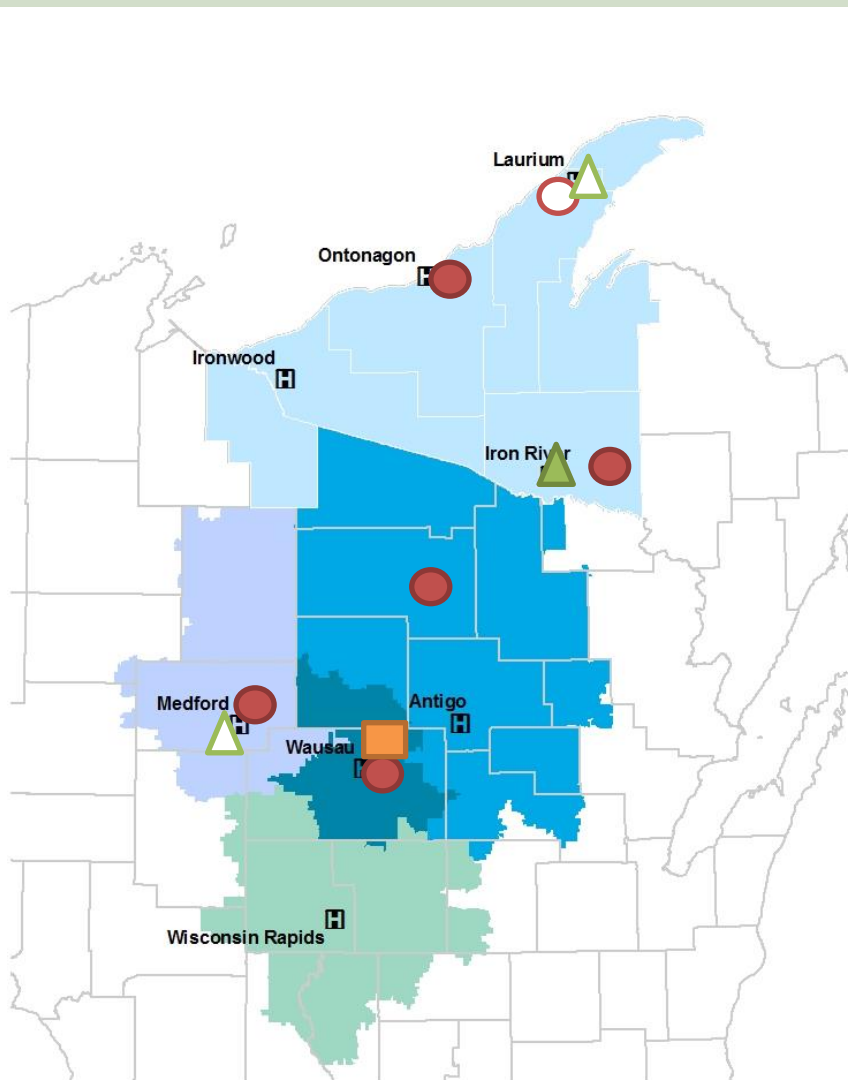 Laurium
Ontonagon
H
Ironwood
H
Iron River
Medford
H
Antigo
H
Wausau
H
H
Wisconsin Rapids